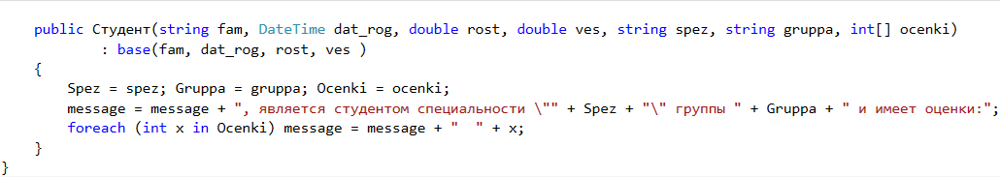 public Студент(string fam, DateTime dat_rog, double rost, double ves, string spez, string gruppa, int[] ocenki)
: base(fam, dat_rog, rost, ves )
{
Spez = spez; Gruppa = gruppa; Ocenki = ocenki;
message = message + ", является студентом специальности \"" + Spez + "\" группы " + Gruppa + " и имеет оценки:";
foreach (int x in Ocenki) message = message + "  " + x;
}
}